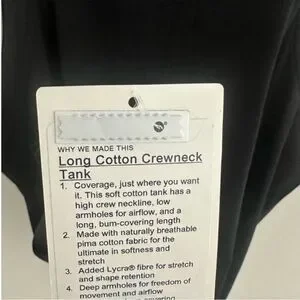 WHY WE MADE THIS
Long Cotton Crewneck
Tank
1. Coverage, just where you want
it. This soft cotton tank has a
high crew neckline, low
armholes for airflow, and a
long, bum-covering length
2. Made with naturally breathable
pima cotton fabric for the
ultimate in softness and
stretch
3. Added Lycra® fibre for stretch
and shape retention
4. Deep armholes for freedom of
movement and airflow
covering